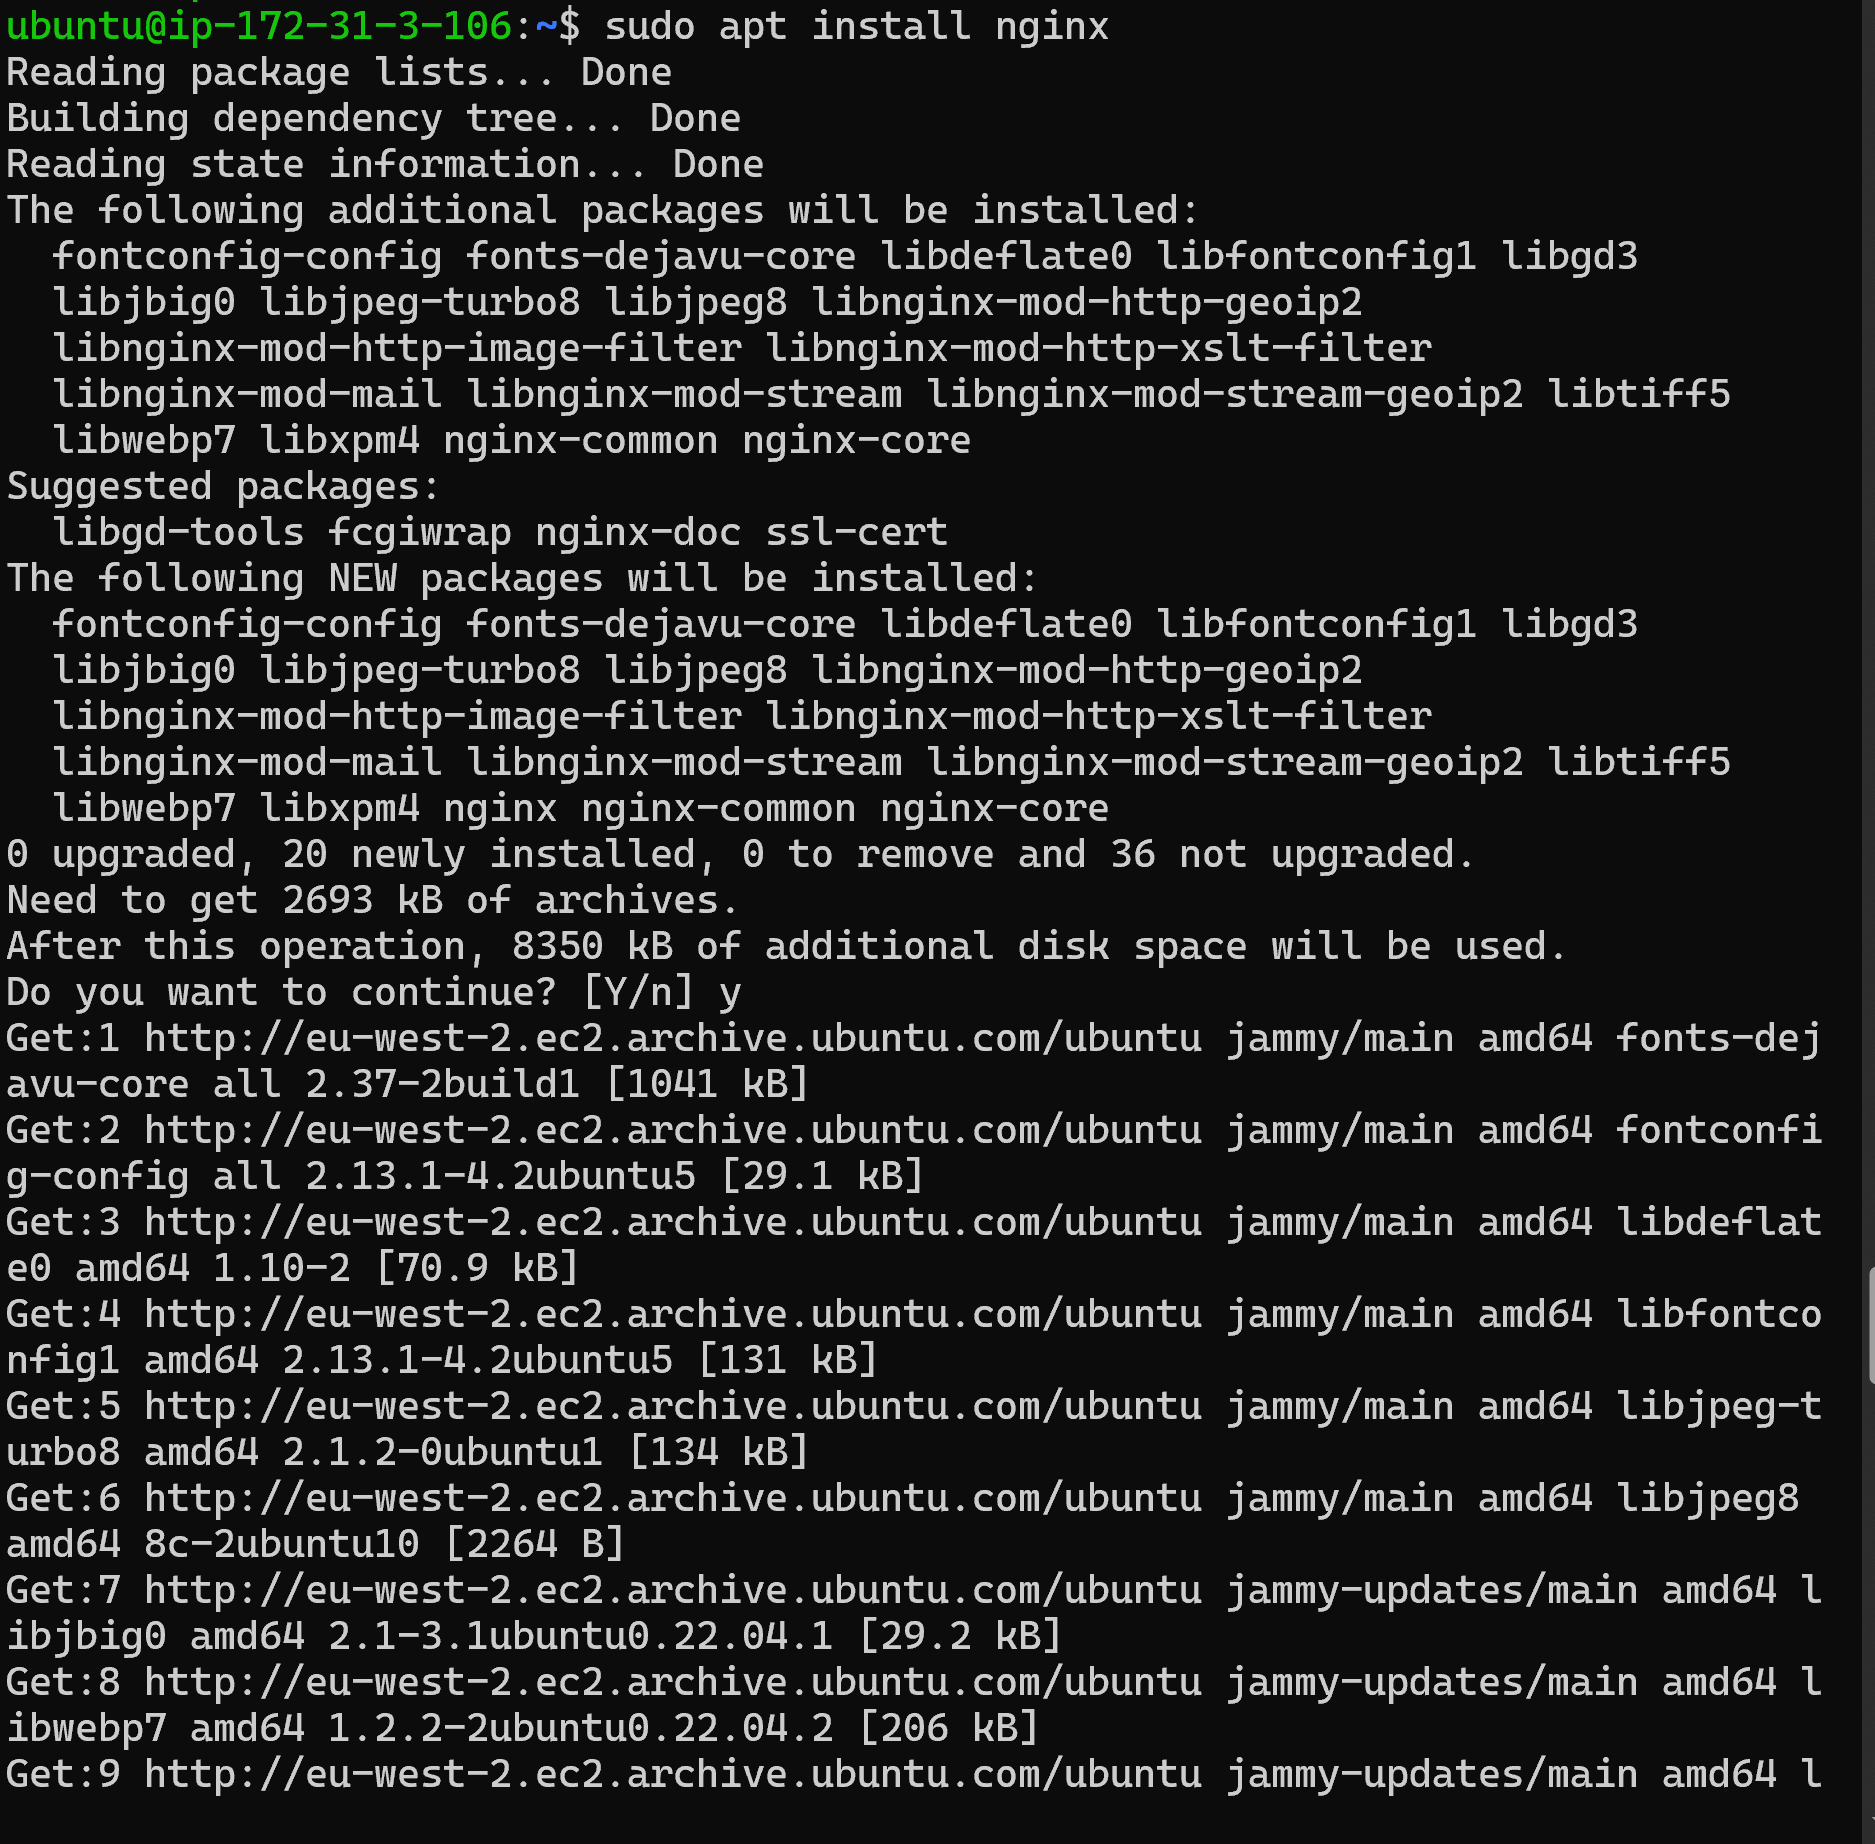 ubuntu@ip-172-31-3-106:~$ sudo apt install nginx
Reading package lists... Done
Building dependency tree... Done
Reading state information... Done
The following additional packages will be installed:
  fontconfig-config fonts-dejavu-core libdeflate0 libfontconfig1 libgd3
  libjbig0 libjpeg-turbo8 libjpeg8 libnginx-mod-http-geoip2
  libnginx-mod-http-image-filter libnginx-mod-http-xslt-filter
  libnginx-mod-mail libnginx-mod-stream libnginx-mod-stream-geoip2 libtiff5
  libwebp7 libxpm4 nginx-common nginx-core
Suggested packages:
  libgd-tools fcgiwrap nginx-doc ssl-cert
The following NEW packages will be installed:
  fontconfig-config fonts-dejavu-core libdeflate0 libfontconfig1 libgd3
  libjbig0 libjpeg-turbo8 libjpeg8 libnginx-mod-http-geoip2
  libnginx-mod-http-image-filter libnginx-mod-http-xslt-filter
  libnginx-mod-mail libnginx-mod-stream libnginx-mod-stream-geoip2 libtiff5
  libwebp7 libxpm4 nginx nginx-common nginx-core
0 upgraded, 20 newly installed, 0 to remove and 36 not upgraded.
Need to get 2693 kB of archives.
After this operation, 8350 kB of additional disk space will be used.
Do you want to continue? [Y/n] y
Get:1 http://eu-west-2.ec2.archive.ubuntu.com/ubuntu jammy/main amd64 fonts-dej
avu-core all 2.37-2build1 [1041 kB]
Get:2 http://eu-west-2.ec2.archive.ubuntu.com/ubuntu jammy/main amd64 fontconfi
g-config all 2.13.1-4.2ubuntu5 [29.1 kB]
Get:3 http://eu-west-2.ec2.archive.ubuntu.com/ubuntu jammy/main amd64 libdeflat
e0 amd64 1.10-2 [70.9 kB]
Get:4 http://eu-west-2.ec2.archive.ubuntu.com/ubuntu jammy/main amd64 libfontco
nfig1 amd64 2.13.1-4.2ubuntu5 [131 kB]
Get:5 http://eu-west-2.ec2.archive.ubuntu.com/ubuntu jammy/main amd64 libjpeg-t
urbo8 amd64 2.1.2-0ubuntu1 [134 kB]
Get:6 http://eu-west-2.ec2.archive.ubuntu.com/ubuntu jammy/main amd64 libjpeg8
amd64 8c-2ubuntu10 [2264 B]
Get:7 http://eu-west-2.ec2.archive.ubuntu.com/ubuntu jammy-updates/main amd64 l
ibjbig0 amd64 2.1-3.1ubuntu0.22.04.1 [29.2 kB]
Get:8 http://eu-west-2.ec2.archive.ubuntu.com/ubuntu jammy-updates/main amd64 l
ibwebp7 amd64 1.2.2-2ubuntu0.22.04.2 [206 kB]
Get:9 http://eu-west-2.ec2.archive.ubuntu.com/ubuntu jammy-updates/main amd64 l